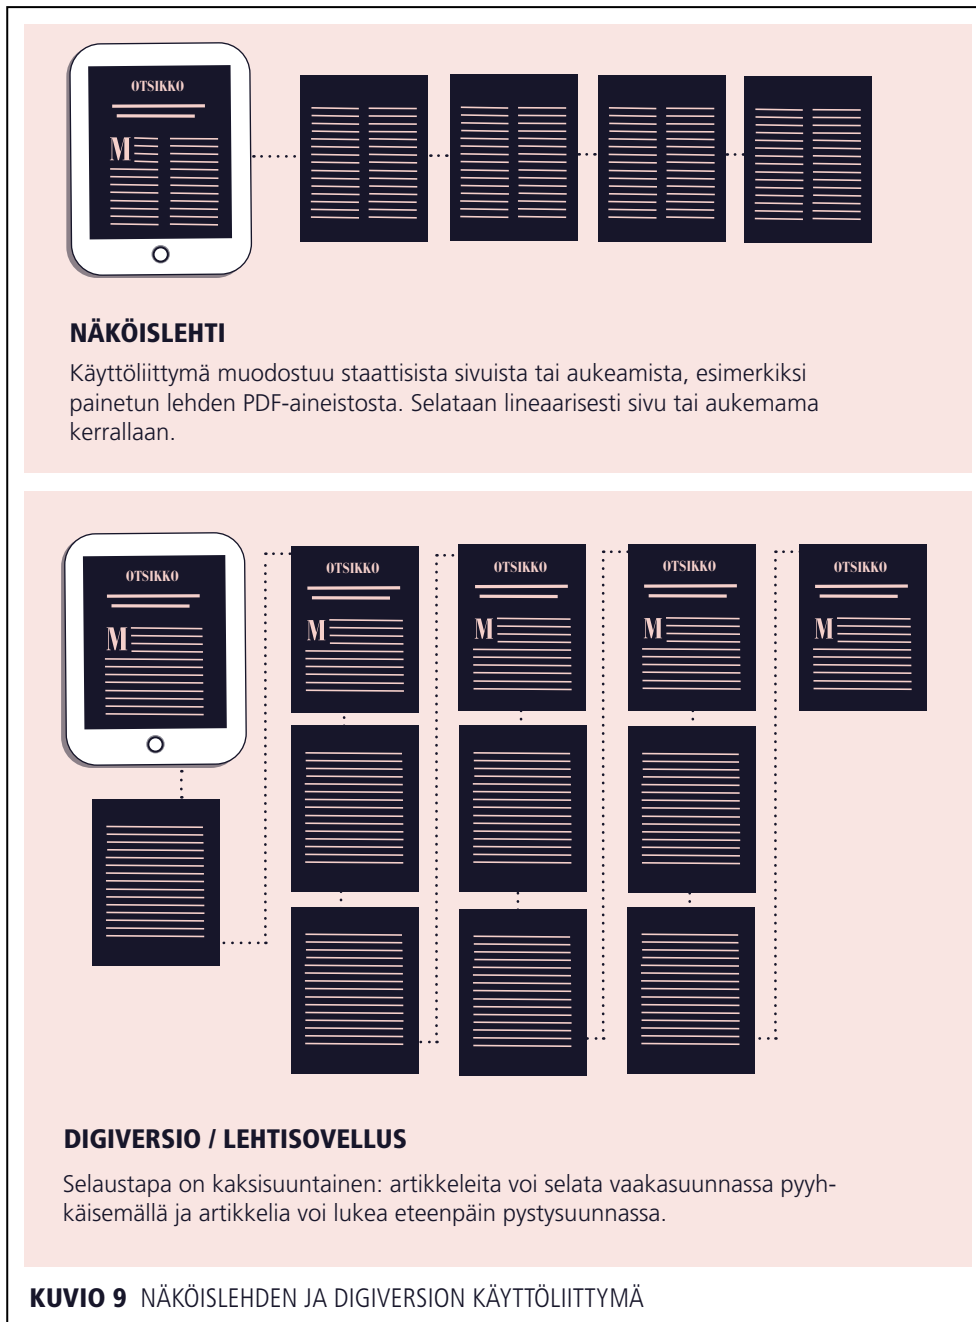 OTSIKKO
M
NÄKÖISLEHTI
Käyttöliittymä muodostuu staattisista sivuista tai aukeamista, esimerkiksi
painetun lehden PDF-aineistosta. Selataan lineaarisesti sivu tai aukemama
kerrallaan.
OTSIKKO
M
OTSIKKO
M
OTSIKKO
M
OTSIKKO
M
OTSIKKO
M
DIGIVERSIO / LEHTISOVELLUS
Selaustapa on kaksisuuntainen: artikkeleita voi selata vaakasuunnassa pyyh-
käisemällä ja artikkelia voi lukea eteenpäin pystysuunnassa.
KUVIO 9 NÄKÖISLEHDEN JA DIGIVERSION KÄYTTÖLIITTYMÄ